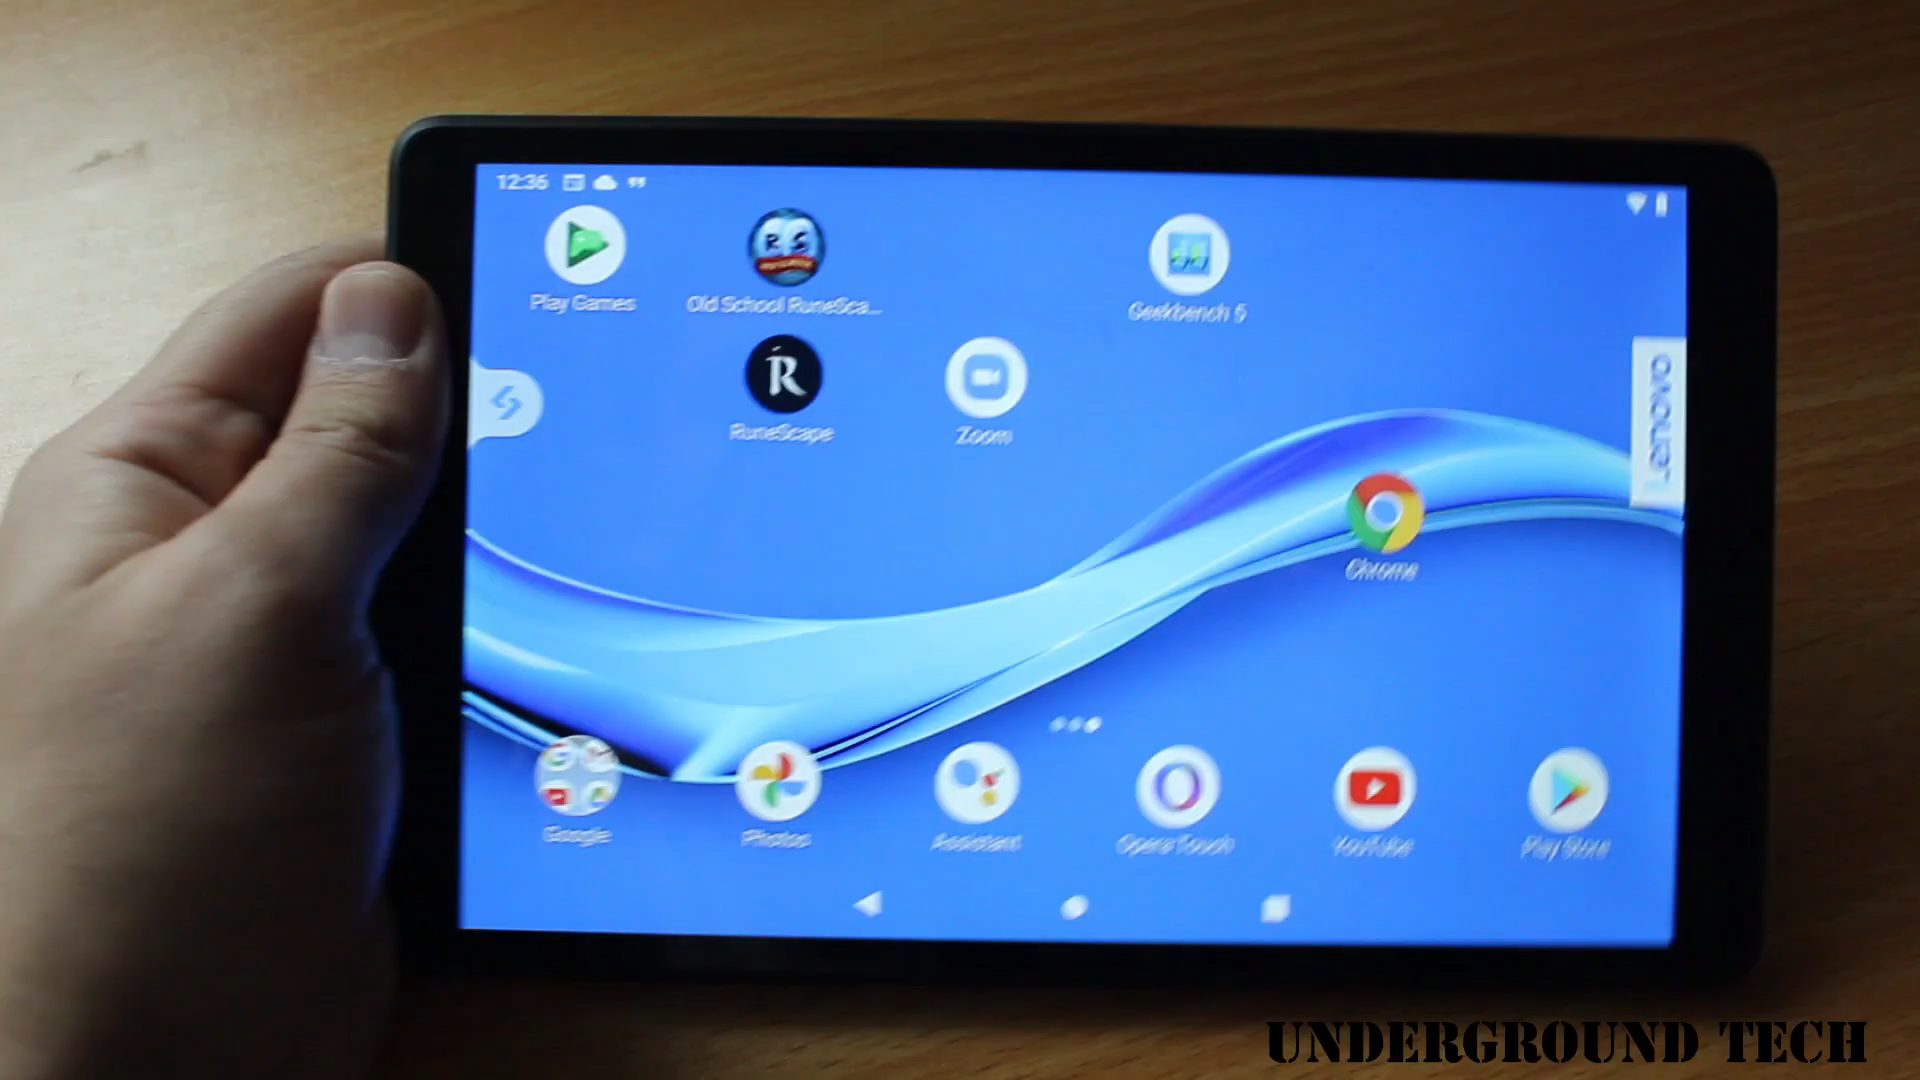 12:36
Play Games
Old School RuneSca...
Geekbench 5
RuneScape
Zoom
Lenovo
Chrome
Google
Photos
Assistant
Opera Touch
YouTube
Play Store
UNDERGROUND TECH